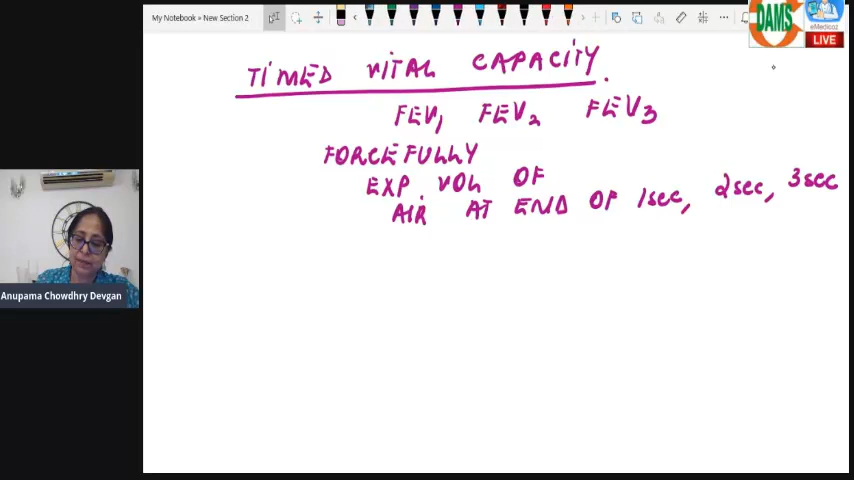 My Notebook » New Section 2
DAMS
eMedicoz
LIVE
TIMED VITAL CAPACITY.
FEV1 FEV2 FEV3
FORCEFULLY
EXP. VOL OF
AIR AT END OF 1sec, 2sec, 3sec
Anupama Chowdhry Devgan